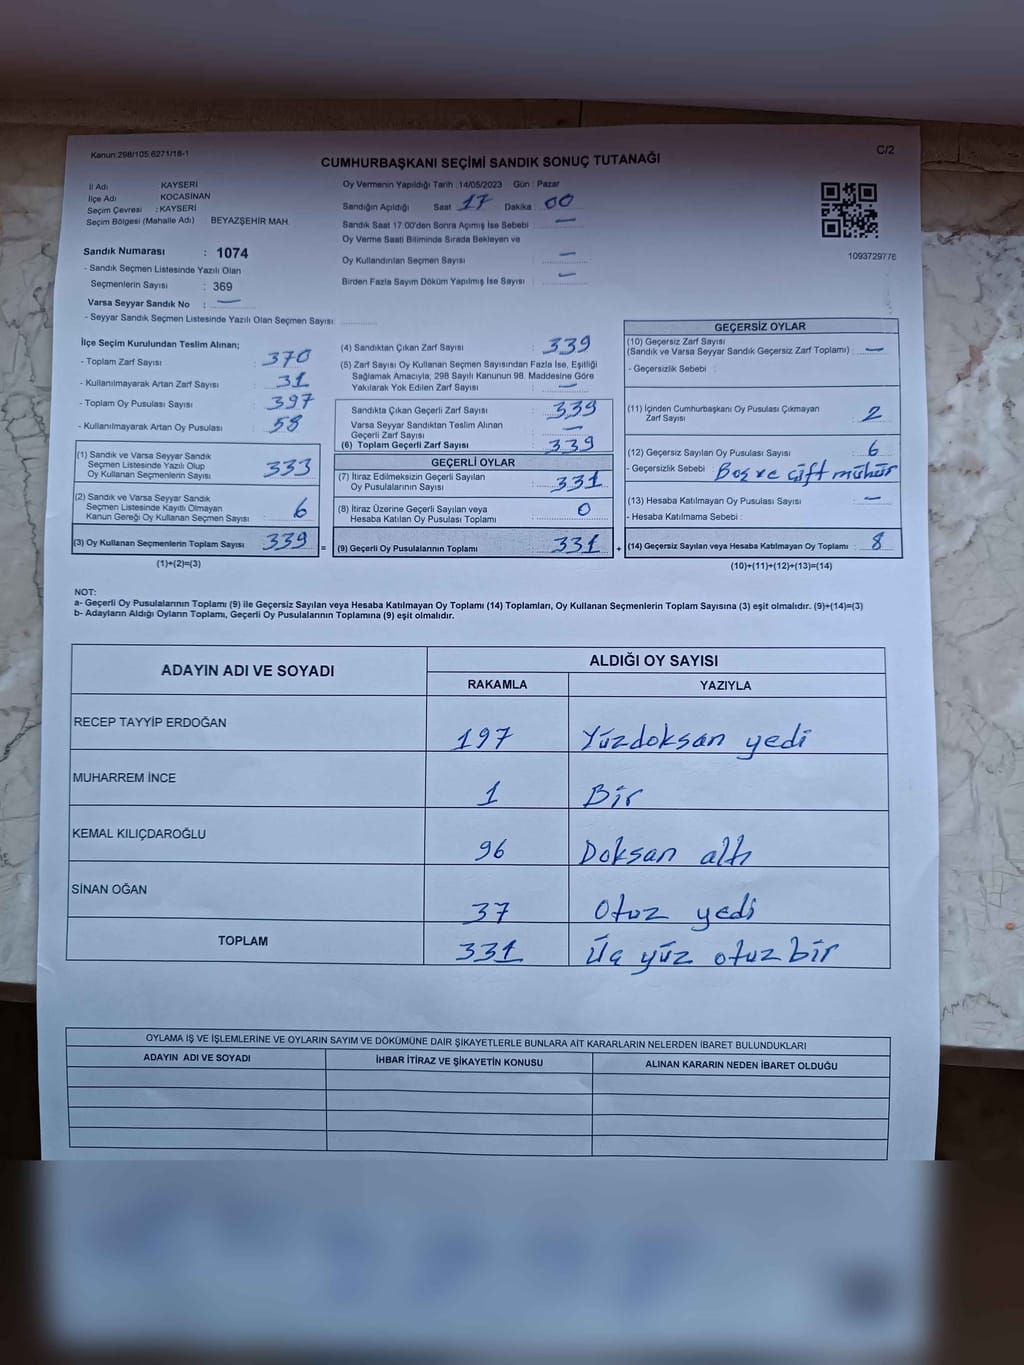 Kanun:298/105;6271/18-1
C/2
CUMHURBAŞKANI SEÇİMİ SANDIK SONUÇ TUTANAĞI
İl Adı KAYSERİ
İlçe Adı : KOCASİNAN
Seçim Çevresi : KAYSERİ
Seçim Bölgesi (Mahalle Adı) : BEYAZŞEHİR MAH.
Sandık Numarası : 1074
- Sandık Seçmen Listesinde Yazılı Olan
Seçmenlerin Sayısı : 369
Varsa Seyyar Sandık No : —
- Seyyar Sandık Seçmen Listesinde Yazılı Olan Seçmen Sayısı:
Oy Vermenin Yapıldığı Tarih : 14/05/2023 Gün : Pazar
Sandığın Açıldığı Saat 17 Dakika 00
Sandık Saat 17.00'den Sonra Açımış İse Sebebi : —
Oy Verme Saati Bitiminde Sırada Bekleyen ve
Oy Kullandırılan Seçmen Sayısı : —
Birden Fazla Sayım Döküm Yapılmış İse Sayısı : —
1093729776
İlçe Seçim Kurulundan Teslim Alınan;
- Toplam Zarf Sayısı : 370
- Kullanılmayarak Artan Zarf Sayısı : 31
- Toplam Oy Pusulası Sayısı : 397
- Kullanılmayarak Artan Oy Pusulası : 58
(1) Sandık ve Varsa Seyyar Sandık
Seçmen Listesinde Yazılı Olup
Oy Kullanan Seçmenlerin Sayısı : 333
(2) Sandık ve Varsa Seyyar Sandık
Seçmen Listesinde Kayıtlı Olmayan
Kanun Gereği Oy Kullanan Seçmen Sayısı : 6
(3) Oy Kullanan Seçmenlerin Toplam Sayısı : 339
(1)+(2)=(3)
=
(4) Sandıktan Çıkan Zarf Sayısı : 339
(5) Zarf Sayısı Oy Kullanan Seçmen Sayısından Fazla İse, Eşitliği
Sağlamak Amacıyla; 298 Sayılı Kanunun 98. Maddesine Göre
Yakılarak Yok Edilen Zarf Sayısı : —
Sandıkta Çıkan Geçerli Zarf Sayısı : 339
Varsa Seyyar Sandıktan Teslim Alınan
Geçerli Zarf Sayısı : —
(6) Toplam Geçerli Zarf Sayısı : 339
GEÇERLİ OYLAR
(7) İtiraz Edilmeksizin Geçerli Sayılan
Oy Pusulalarının Sayısı : 331
(8) İtiraz Üzerine Geçerli Sayılan veya
Hesaba Katılan Oy Pusulası Toplamı : 0
(9) Geçerli Oy Pusulalarının Toplamı : 331
+
GEÇERSİZ OYLAR
(10) Geçersiz Zarf Sayısı
(Sandık ve Varsa Seyyar Sandık Geçersiz Zarf Toplamı) : —
- Geçersizlik Sebebi :
(11) İçinden Cumhurbaşkanı Oy Pusulası Çıkmayan
Zarf Sayısı : 2
(12) Geçersiz Sayılan Oy Pusulası Sayısı : 6
- Geçersizlik Sebebi : Boş ve çift mühür
(13) Hesaba Katılmayan Oy Pusulası Sayısı : —
- Hesaba Katılmama Sebebi :
(14) Geçersiz Sayılan veya Hesaba Katılmayan Oy Toplamı : 8
(10)+(11)+(12)+(13)=(14)
NOT:
a- Geçerli Oy Pusulalarının Toplamı (9) ile Geçersiz Sayılan veya Hesaba Katılmayan Oy Toplamı (14) Toplamları, Oy Kullanan Seçmenlerin Toplam Sayısına (3) eşit olmalıdır. (9)+(14)=(3)
b- Adayların Aldığı Oyların Toplamı, Geçerli Oy Pusulalarının Toplamına (9) eşit olmalıdır.
ADAYIN ADI VE SOYADI ALDIĞI OY SAYISI
RAKAMLA YAZIYLA
RECEP TAYYİP ERDOĞAN 197 Yüzdoksan yedi
MUHARREM İNCE 1 Bir
KEMAL KILIÇDAROĞLU 96 Doksan altı
SİNAN OĞAN 37 Otuz yedi
TOPLAM 331 Üç yüz otuz bir
OYLAMA İŞ VE İŞLEMLERİNE VE OYLARIN SAYIM VE DÖKÜMÜNE DAİR ŞİKAYETLERLE BUNLARA AİT KARARLARIN NELERDEN İBARET BULUNDUKLARI
ADAYIN ADI VE SOYADI İHBAR İTİRAZ VE ŞİKAYETİN KONUSU ALINAN KARARIN NEDEN İBARET OLDUĞU